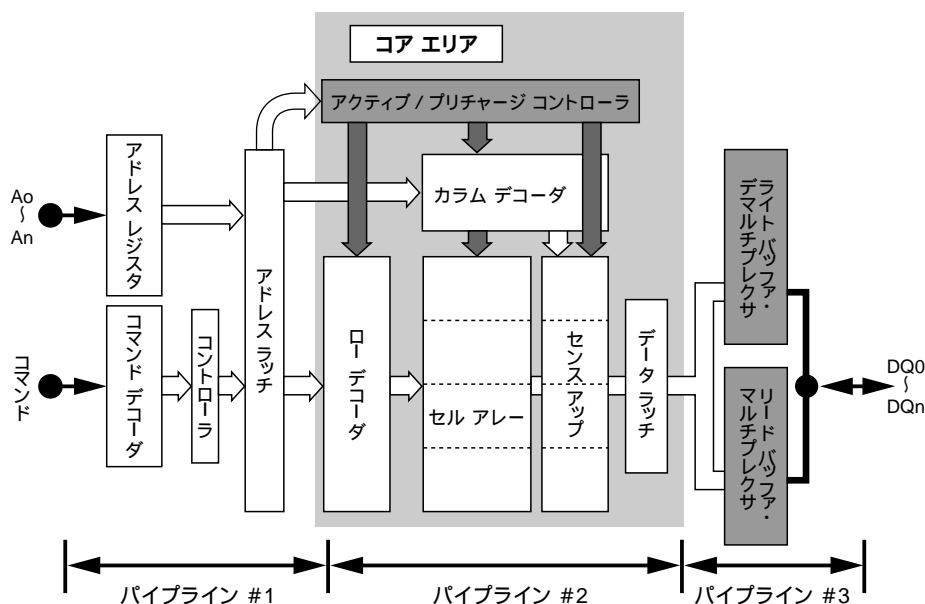 コア エリア
アクティブ / プリチャージ コントローラ
Ao
〜
An
アドレス レジスタ
アドレス ラッチ
カラム デコーダ
ライト バッファ・
デマルチプレクサ
コマンド
コマンド デコーダ
コントローラ
ロー デコーダ
セル アレー
センス アップ
データ ラッチ
リード バッファ・
マルチプレクサ
DQ0
〜
DQn
パイプライン #1
パイプライン #2
パイプライン #3